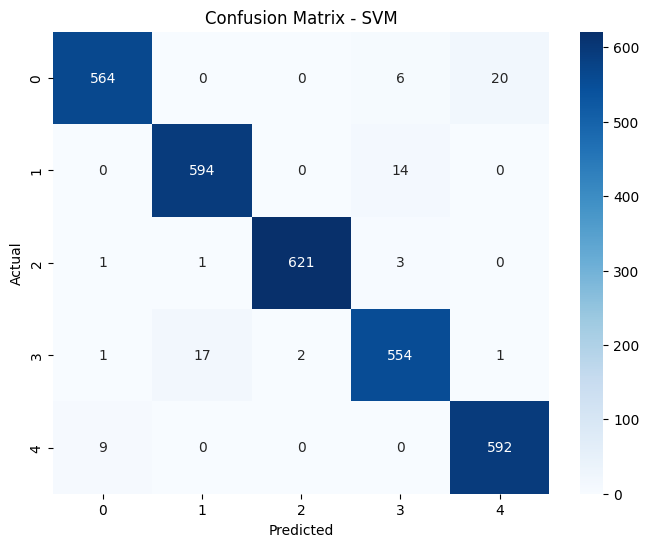 Confusion Matrix - SVM
0 564 0 0 6 20
1 0 594 0 14 0
2 1 1 621 3 0
3 1 17 2 554 1
4 9 0 0 0 592
0 1 2 3 4
Predicted
Actual
600
500
400
300
200
100
0